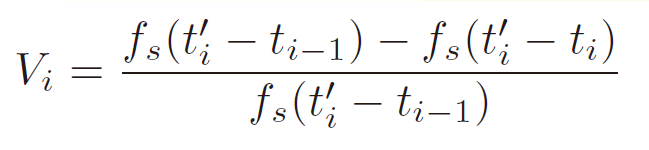 V_i = \frac{f_s(t'_i - t_{i-1}) - f_s(t'_i - t_i)}{f_s(t'_i - t_{i-1})}